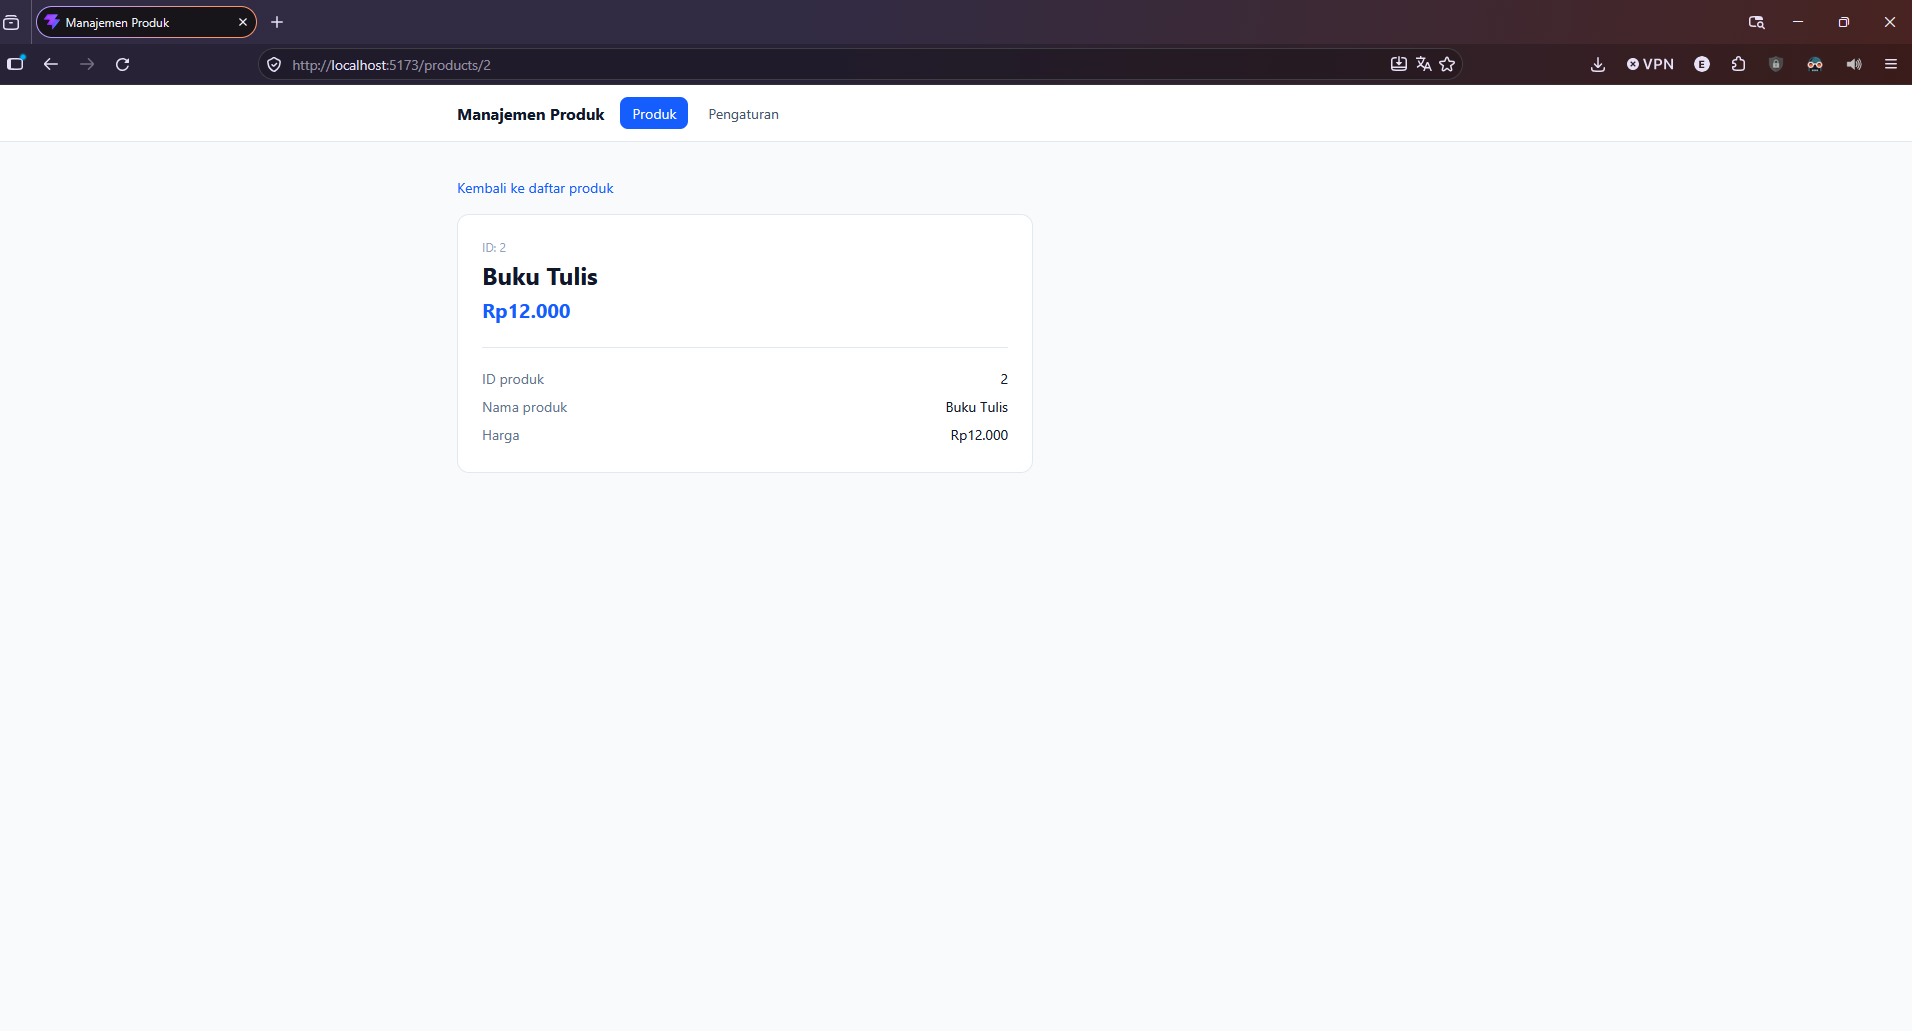 Manajemen Produk
http://localhost:5173/products/2
VPN
E
Manajemen Produk Produk Pengaturan
Kembali ke daftar produk
ID: 2
Buku Tulis
Rp12.000
ID produk 2
Nama produk Buku Tulis
Harga Rp12.000